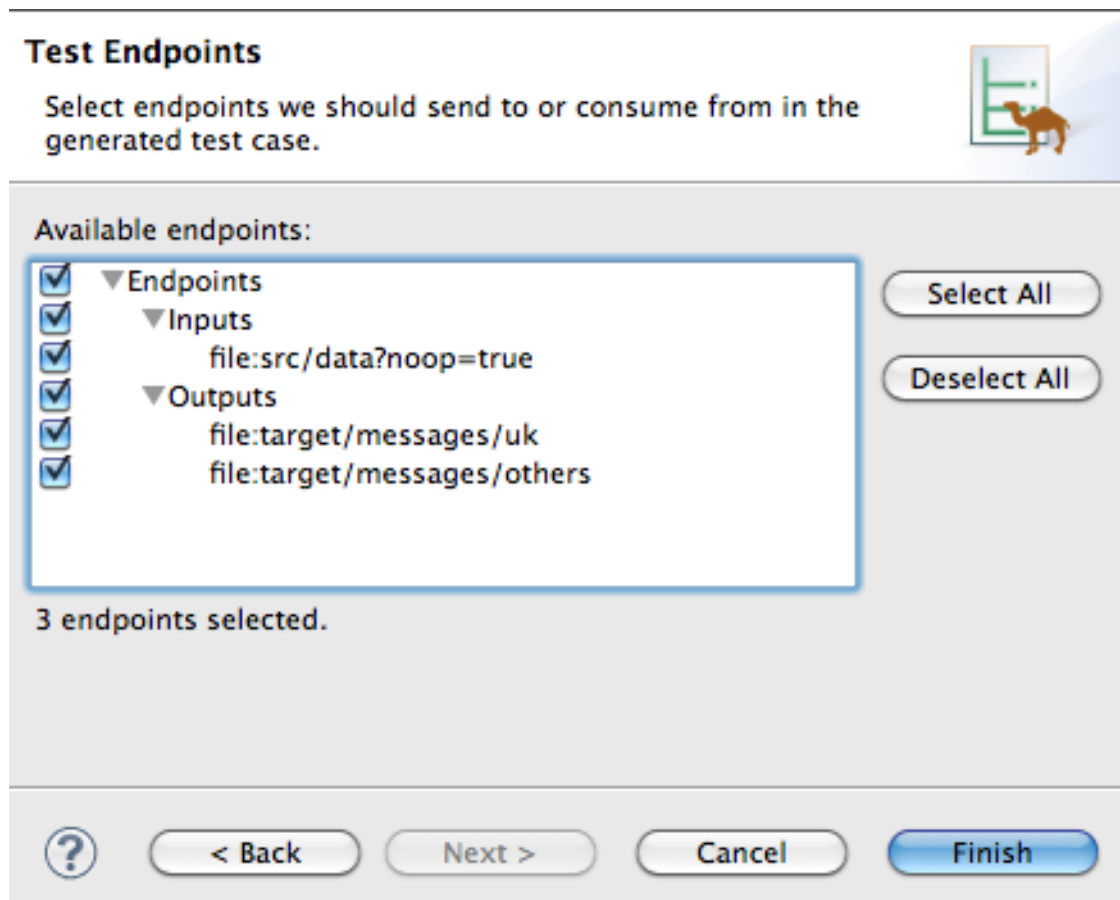 Test Endpoints
Select endpoints we should send to or consume from in the
generated test case.
Available endpoints:
Endpoints
Inputs
file:src/data?noop=true
Outputs
file:target/messages/uk
file:target/messages/others
Select All
Deselect All
3 endpoints selected.
?
< Back
Next >
Cancel
Finish